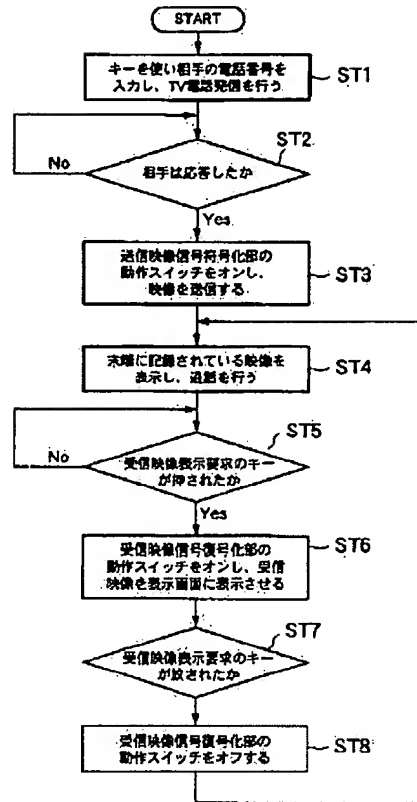 START
キーを使い相手の電話番号を
入力し、TV電話発信を行う
ST1
ST2
相手は応答したか
No
Yes
送信映像信号符号化部の
動作スイッチをオンし、
映像を送信する
ST3
末端に記録されている映像を
表示し、通話を行う
ST4
ST5
受信映像表示要求のキー
が押されたか
No
Yes
受信映像信号復号化部の
動作スイッチをオンし、受信
映像を表示画面に表示させる
ST6
ST7
受信映像表示要求のキー
が放されたか
受信映像信号復号化部の
動作スイッチをオフする
ST8